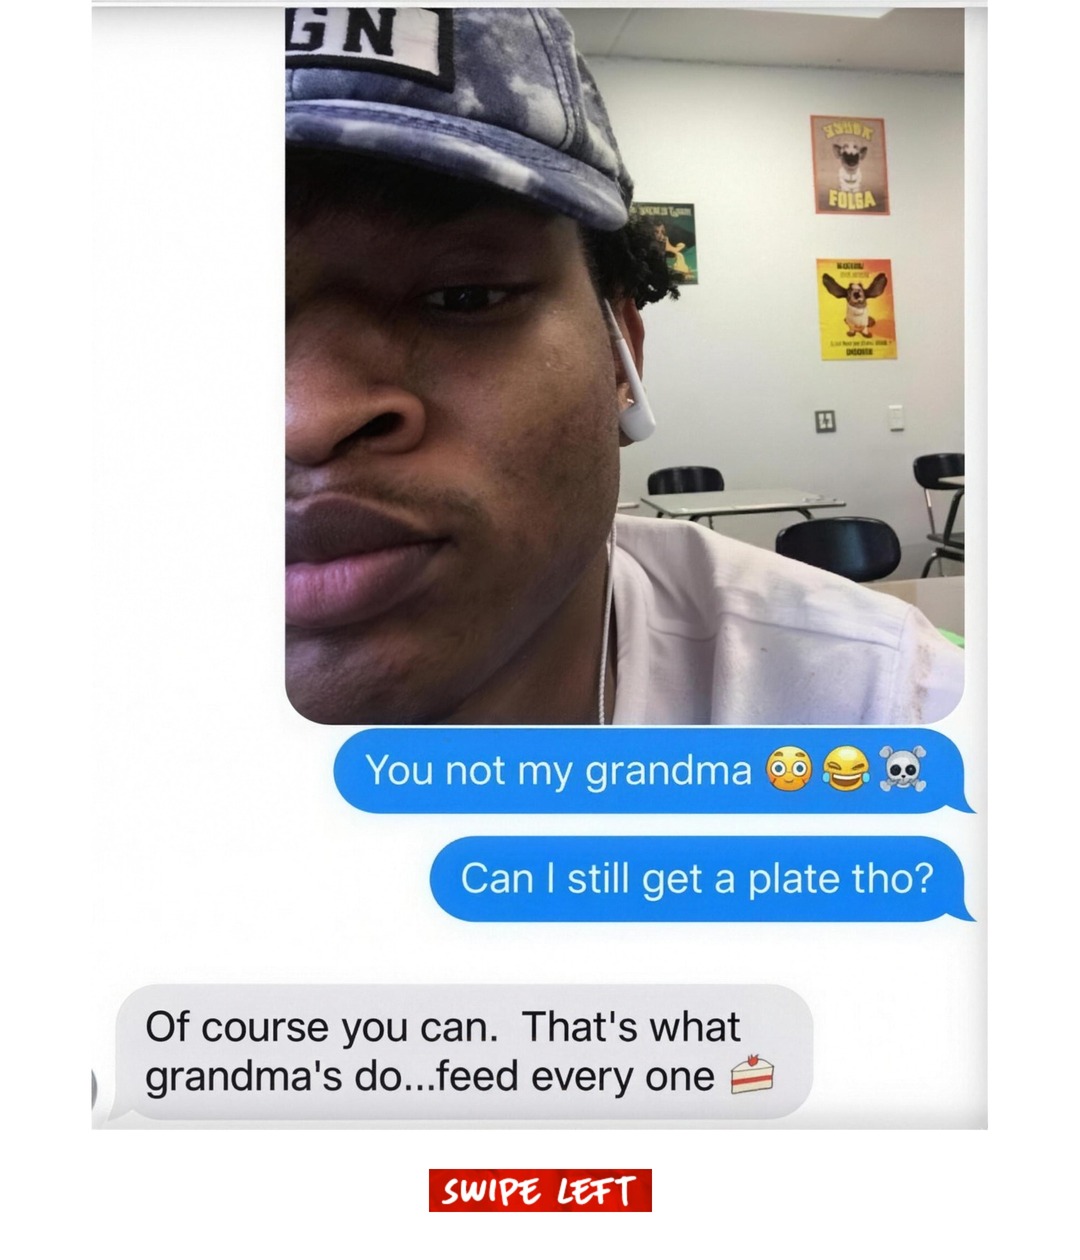 GN
FOLGA
You not my grandma 😳😂☠️
Can I still get a plate tho?
Of course you can.  That's what
grandma's do...feed every one 🍰
SWIPE LEFT